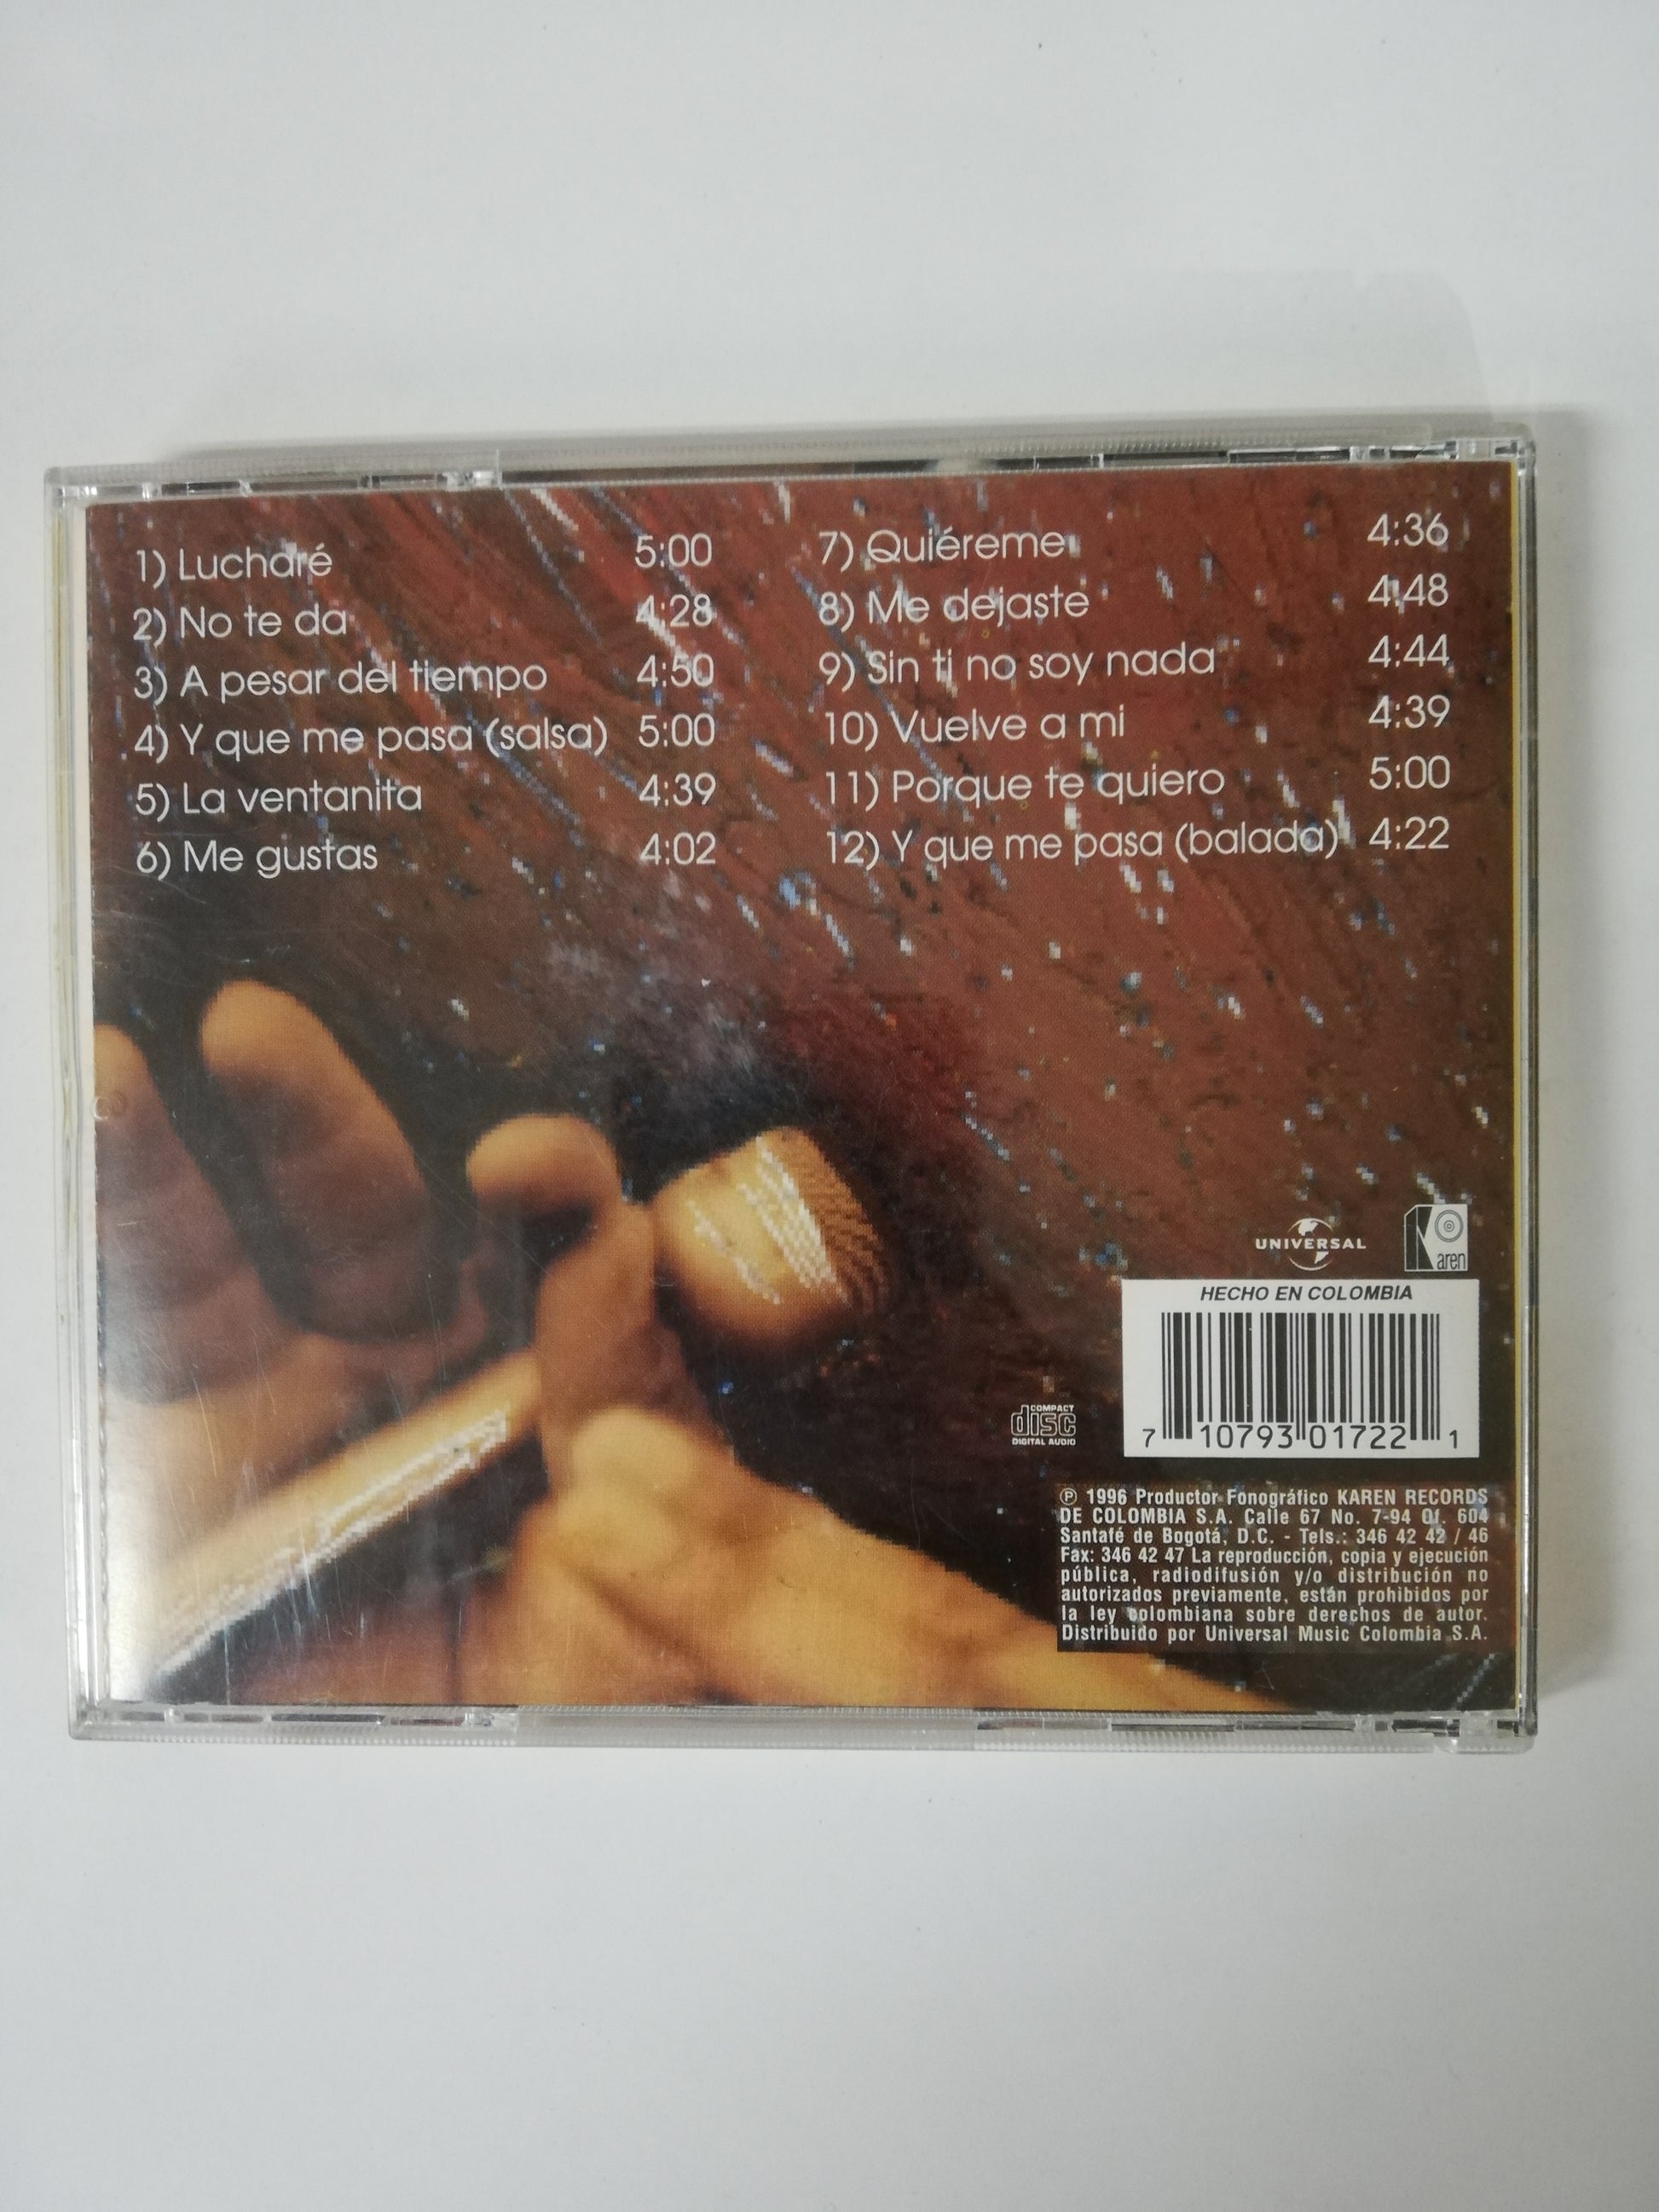 1) Lucharé 5:00
2) No te da 4:28
3) A pesar del tiempo 4:50
4) Y que me pasa (salsa) 5:00
5) La ventanita 4:39
6) Me gustas 4:02
7) Quiéreme 4:36
8) Me dejaste 4:48
9) Sin ti no soy nada 4:44
10) Vuelve a mi 4:39
11) Porque te quiero 5:00
12) Y que me pasa (balada) 4:22
UNIVERSAL
Karen
HECHO EN COLOMBIA
7 10793 01722 1
COMPACT
disc
DIGITAL AUDIO
℗ 1996 Productor Fonográfico KAREN RECORDS
DE COLOMBIA S.A. Calle 67 No. 7-94 Of. 604
Santafé de Bogotá, D.C. - Tels.: 346 42 42 / 46
Fax: 346 42 47 La reproducción, copia y ejecución
pública, radiodifusión y/o distribución no
autorizados previamente, están prohibidos por
la ley colombiana sobre derechos de autor.
Distribuido por Universal Music Colombia S.A.